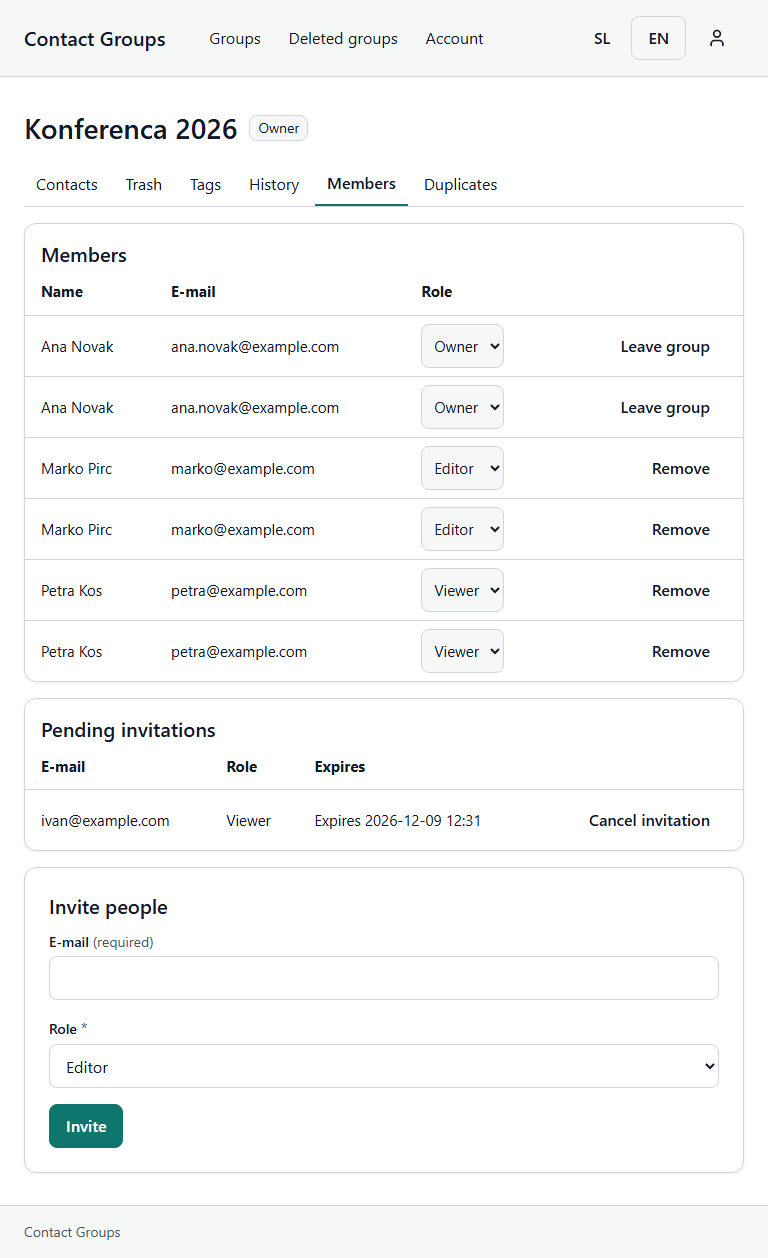 Contact Groups Groups Deleted groups Account SL EN
Konferenca 2026 Owner
Contacts Trash Tags History Members Duplicates
Members
Name E-mail Role
Ana Novak ana.novak@example.com Owner Leave group
Ana Novak ana.novak@example.com Owner Leave group
Marko Pirc marko@example.com Editor Remove
Marko Pirc marko@example.com Editor Remove
Petra Kos petra@example.com Viewer Remove
Petra Kos petra@example.com Viewer Remove
Pending invitations
E-mail Role Expires
ivan@example.com Viewer Expires 2026-12-09 12:31 Cancel invitation
Invite people
E-mail (required)
Role *
Editor
Invite
Contact Groups